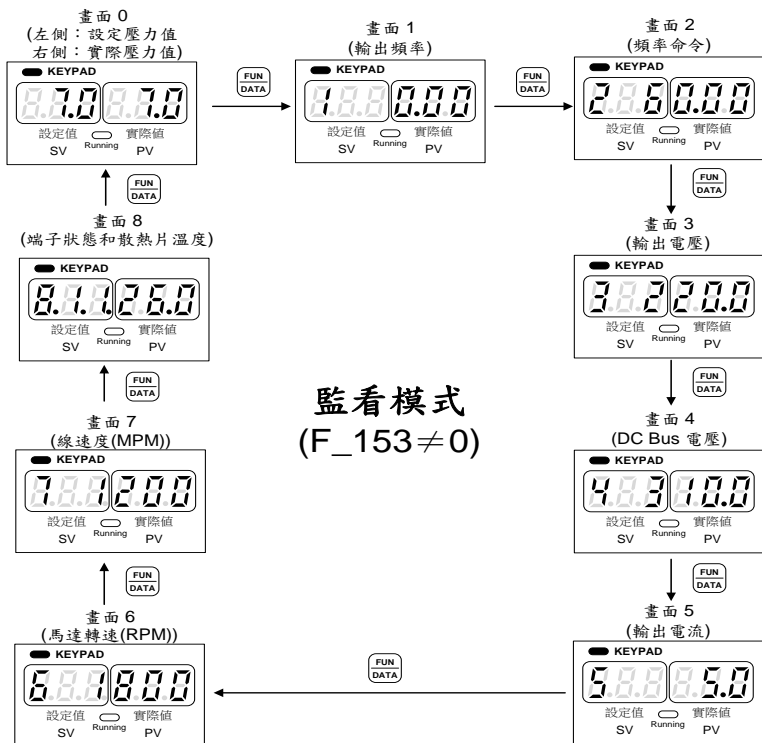 畫面 0
(左側：設定壓力值
右側：實際壓力值)
KEYPAD
7.0 7.0
設定值 實際值
SV Running PV
FUN
DATA
畫面 1
(輸出頻率)
KEYPAD
1 0.00
設定值 實際值
SV Running PV
FUN
DATA
畫面 2
(頻率命令)
KEYPAD
2 60.00
設定值 實際值
SV Running PV
FUN
DATA
畫面 3
(輸出電壓)
KEYPAD
3 220.0
設定值 實際值
SV Running PV
FUN
DATA
畫面 4
(DC Bus 電壓)
KEYPAD
4 310.0
設定值 實際值
SV Running PV
FUN
DATA
畫面 5
(輸出電流)
KEYPAD
5 5.0
設定值 實際值
SV Running PV
FUN
DATA
畫面 6
(馬達轉速(RPM))
KEYPAD
6 1800
設定值 實際值
SV Running PV
FUN
DATA
畫面 7
(線速度(MPM))
KEYPAD
7 1200
設定值 實際值
SV Running PV
FUN
DATA
畫面 8
(端子狀態和散熱片溫度)
KEYPAD
8.1.1.26.0
設定值 實際值
SV Running PV
FUN
DATA
監看模式
(F_153≠0)